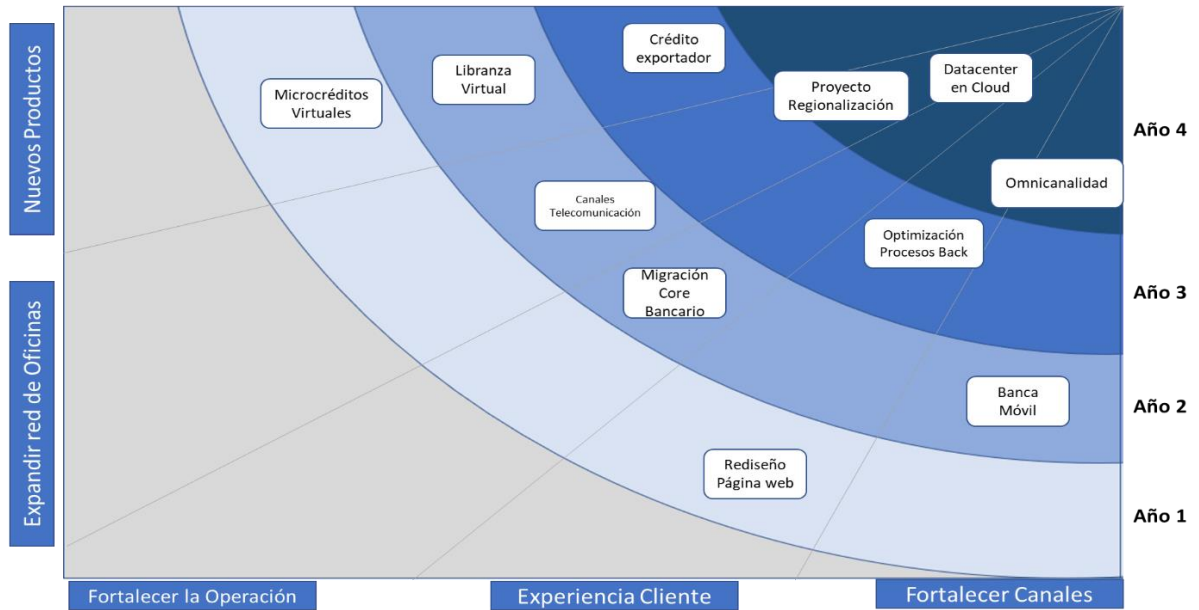 Nuevos Productos
Expandir red de Oficinas
Crédito
exportador
Libranza
Virtual
Datacenter
en Cloud
Microcréditos
Virtuales
Proyecto
Regionalización
Año 4
Omnicanalidad
Canales
Telecomunicación
Optimización
Procesos Back
Migración
Core
Bancario
Año 3
Banca
Móvil
Año 2
Rediseño
Página web
Año 1
Fortalecer la Operación
Experiencia Cliente
Fortalecer Canales